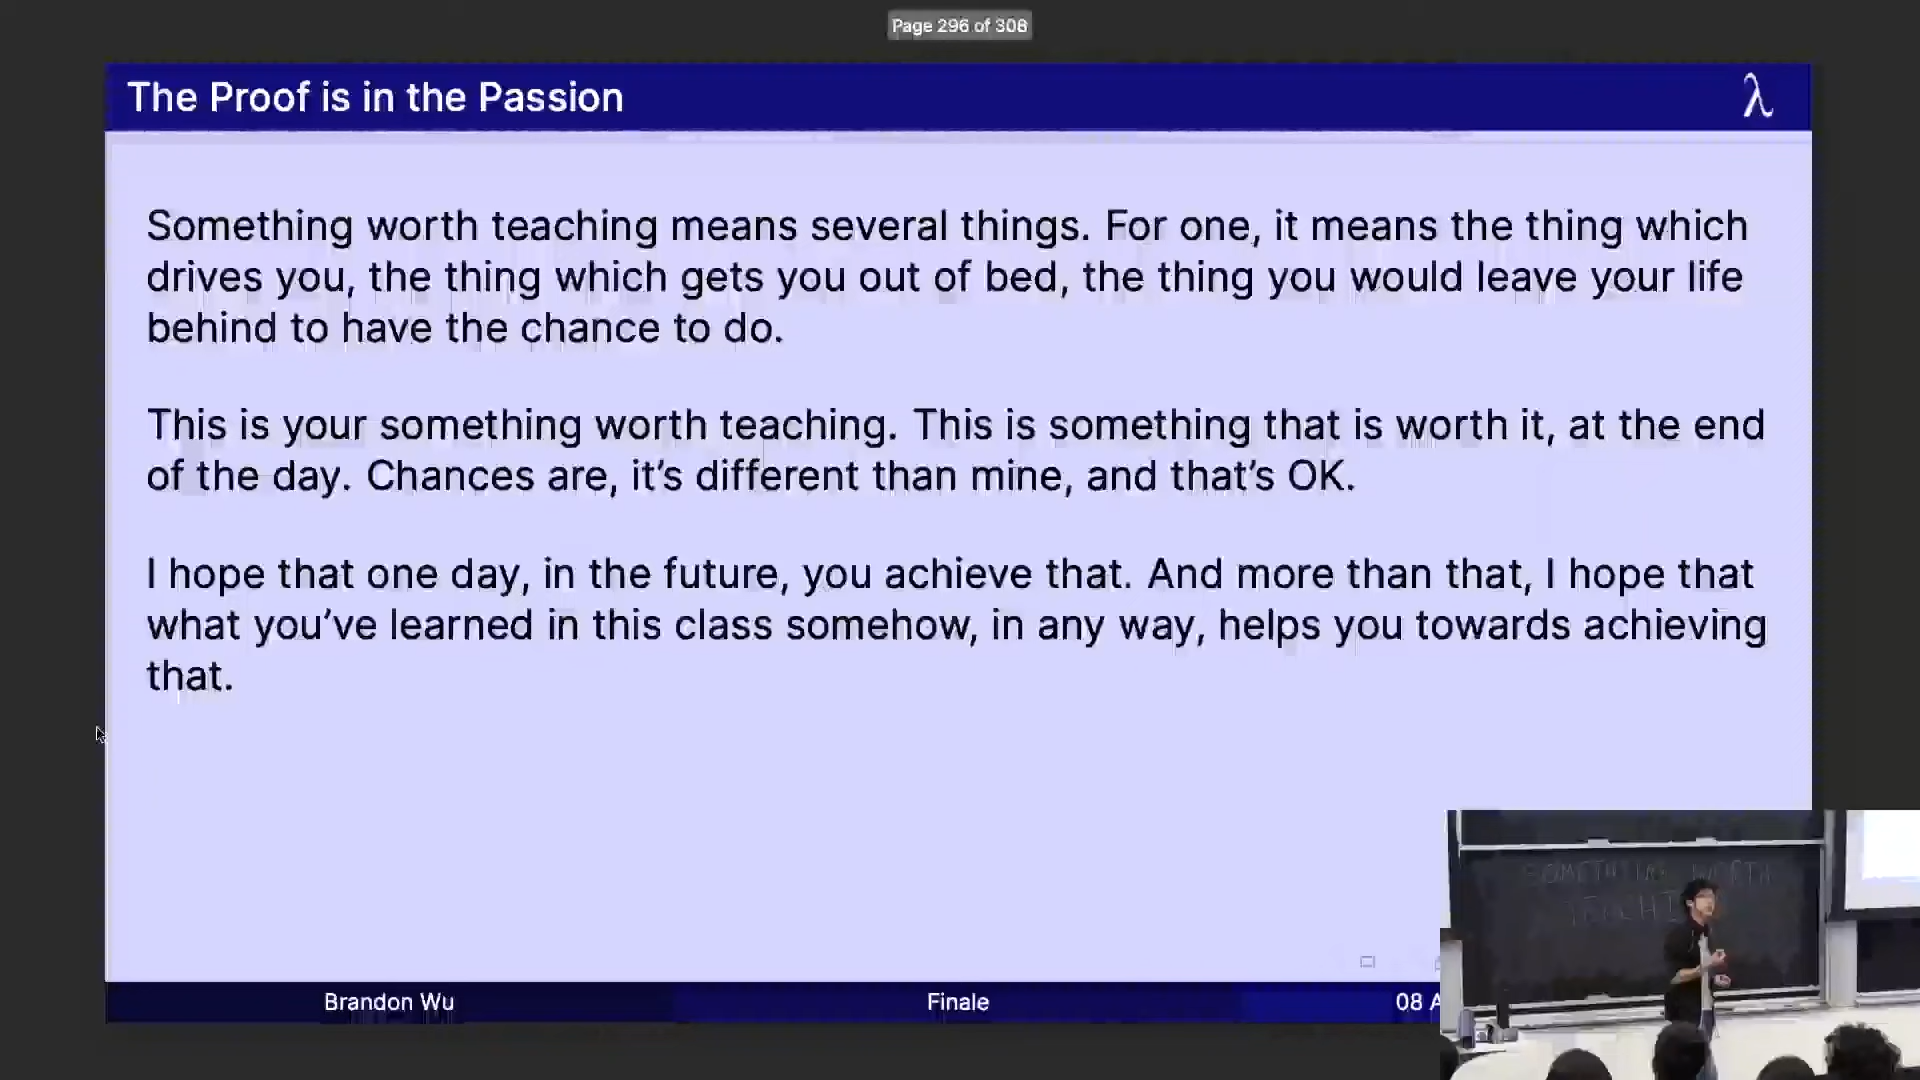 Page 296 of 308
The Proof is in the Passion
λ
Something worth teaching means several things. For one, it means the thing which
drives you, the thing which gets you out of bed, the thing you would leave your life
behind to have the chance to do.
This is your something worth teaching. This is something that is worth it, at the end
of the day. Chances are, it's different than mine, and that's OK.
I hope that one day, in the future, you achieve that. And more than that, I hope that
what you've learned in this class somehow, in any way, helps you towards achieving
that.
SOMETHING WORTH
Brandon Wu
Finale
08 A